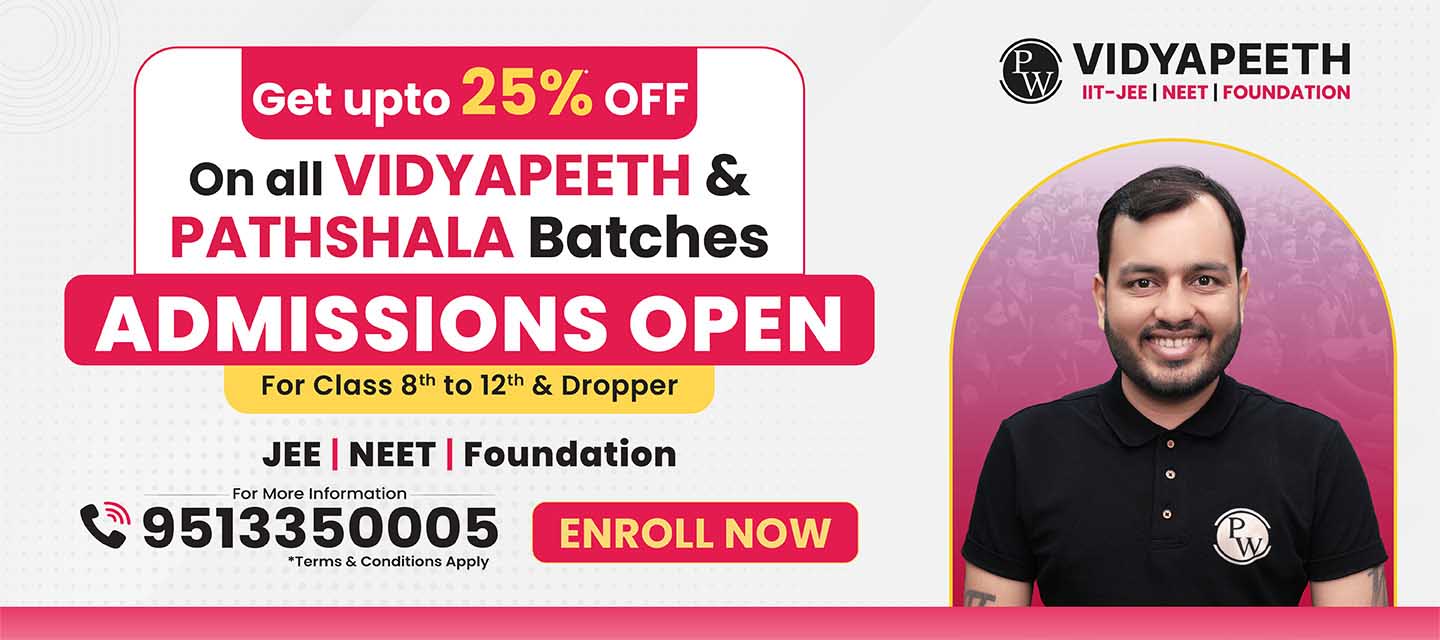 Get upto 25%* OFF
On all VIDYAPEETH &
PATHSHALA Batches
ADMISSIONS OPEN
For Class 8th to 12th & Dropper
JEE | NEET | Foundation
For More Information
9513350005
*Terms & Conditions Apply
ENROLL NOW
PW
VIDYAPEETH
IIT-JEE | NEET | FOUNDATION
PW